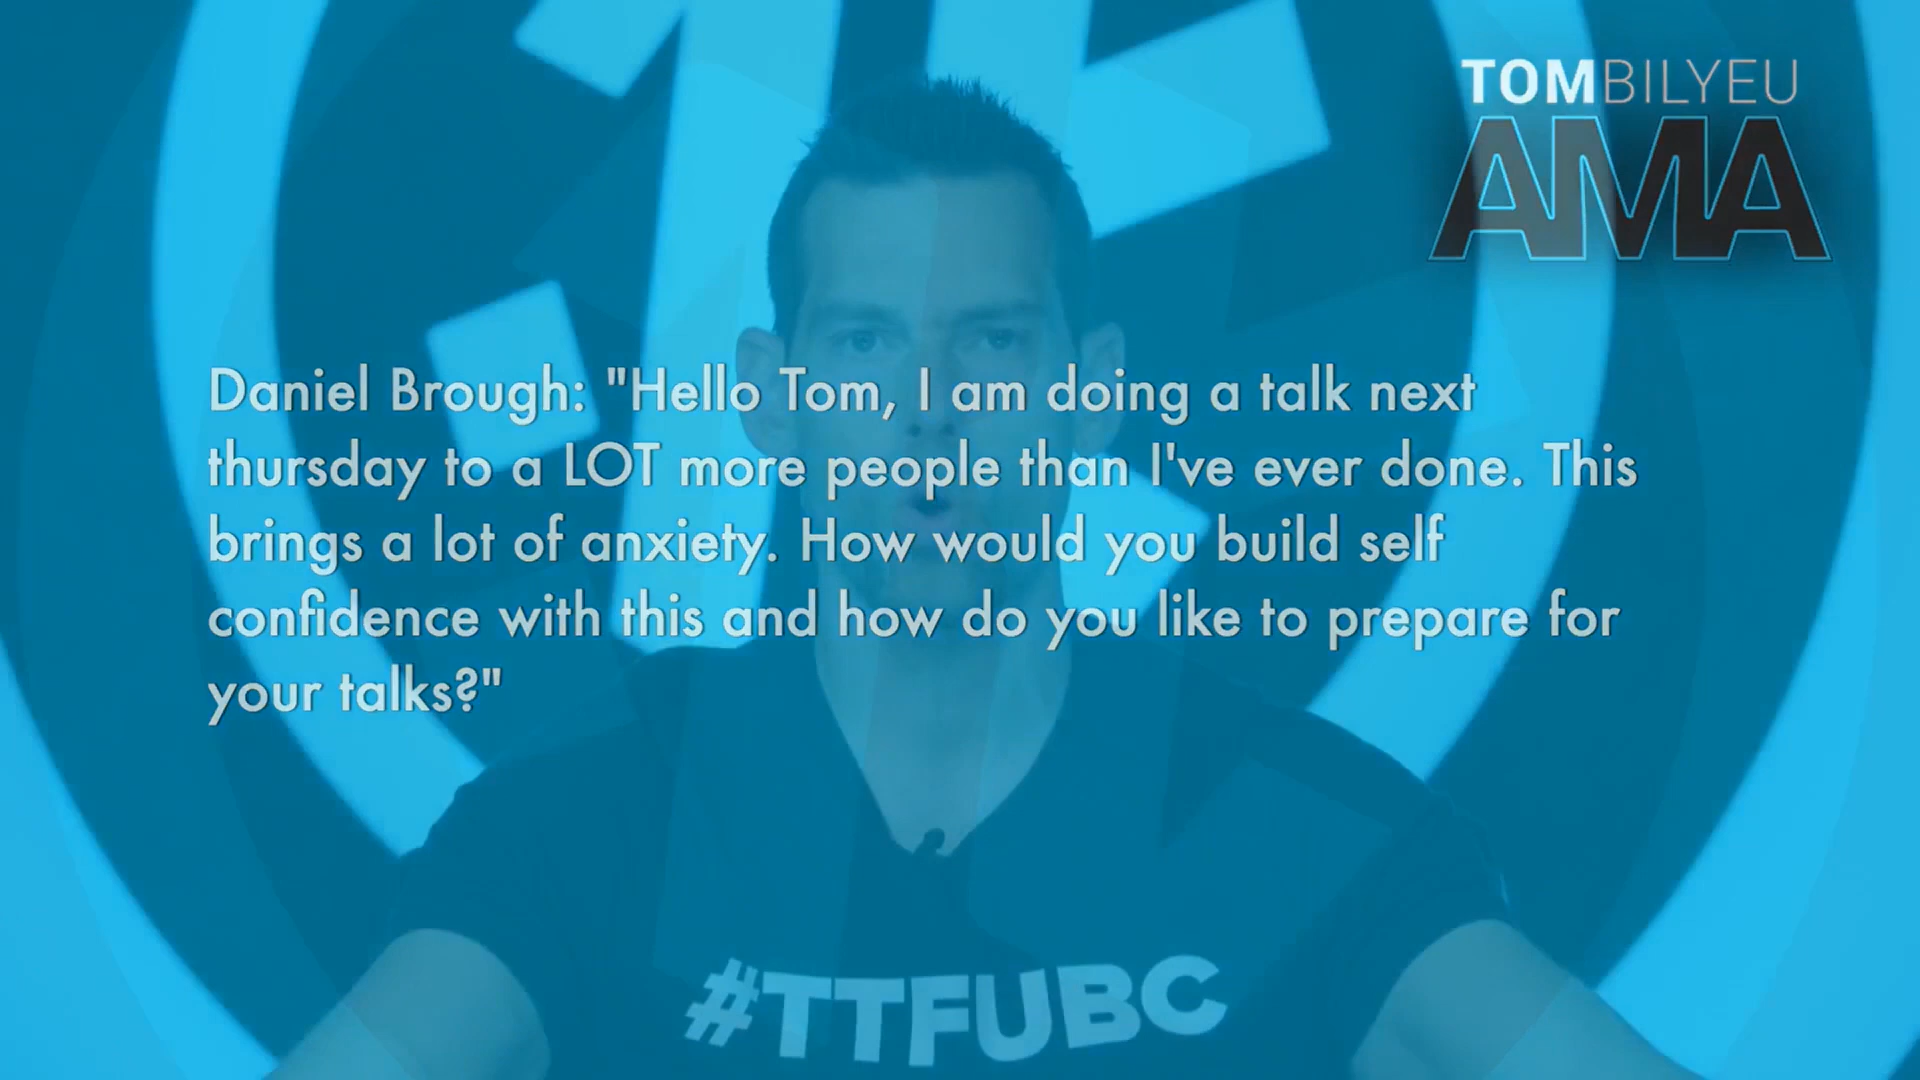 TOMBILYEU
AMA
Daniel Brough: "Hello Tom, I am doing a talk next
thursday to a LOT more people than I've ever done. This
brings a lot of anxiety. How would you build self
confidence with this and how do you like to prepare for
your talks?"
#TTFUBC